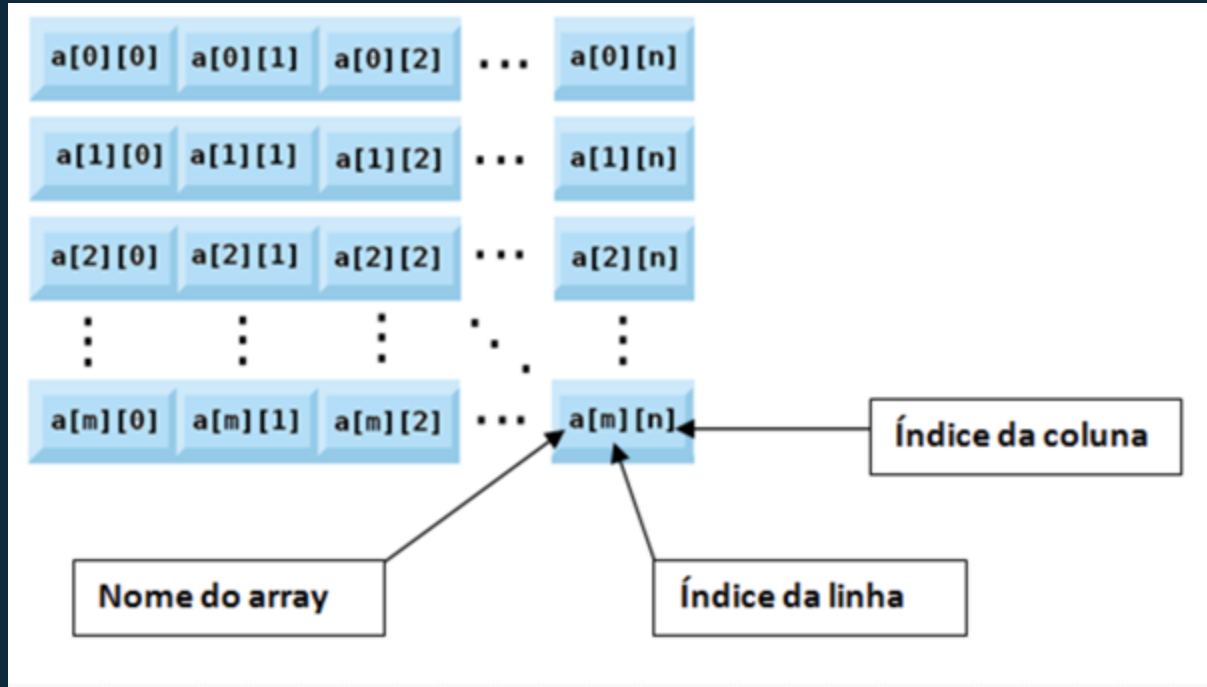 a[0][0] a[0][1] a[0][2] ... a[0][n]
a[1][0] a[1][1] a[1][2] ... a[1][n]
a[2][0] a[2][1] a[2][2] ... a[2][n]
a[m][0] a[m][1] a[m][2] ... a[m][n]
Índice da coluna
Nome do array
Índice da linha